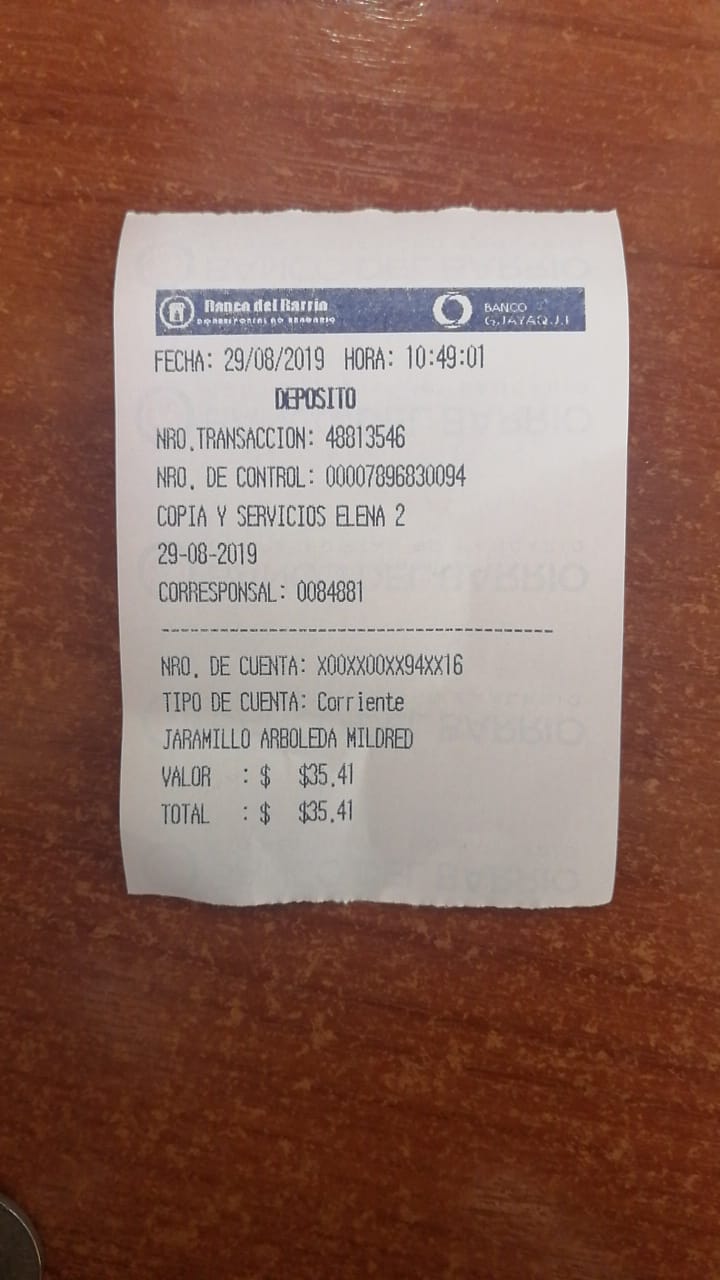 Banco del Barrio
BANCO
FECHA: 29/08/2019 HORA: 10:49:01
DEPOSITO
NRO.TRANSACCION: 48813546
NRO. DE CONTROL: 00007896830094
COPIA Y SERVICIOS ELENA 2
29-08-2019
CORRESPONSAL: 0084881
NRO. DE CUENTA: X00XX00XX94XX16
TIPO DE CUENTA: Corriente
JARAMILLO ARBOLEDA MILDRED
VALOR : $ $35.41
TOTAL : $ $35.41